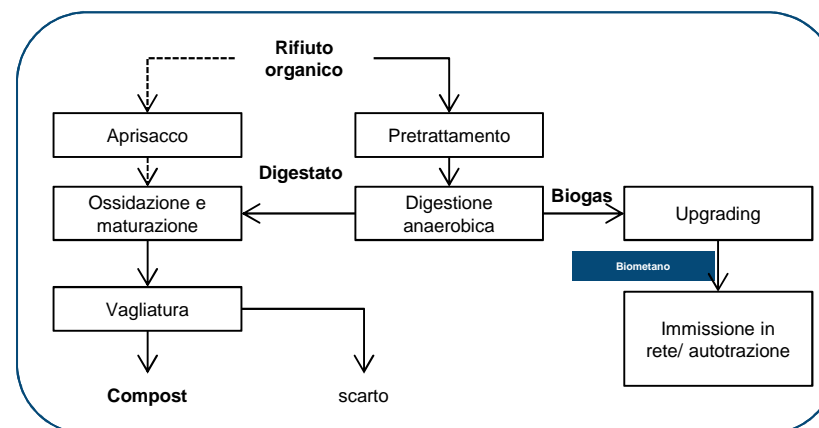 Rifiuto
organico
Aprisacco
Pretrattamento
Digestato
Ossidazione e
maturazione
Digestione
anaerobica
Biogas
Upgrading
Biometano
Vagliatura
Immissione in
rete/ autotrazione
Compost
scarto